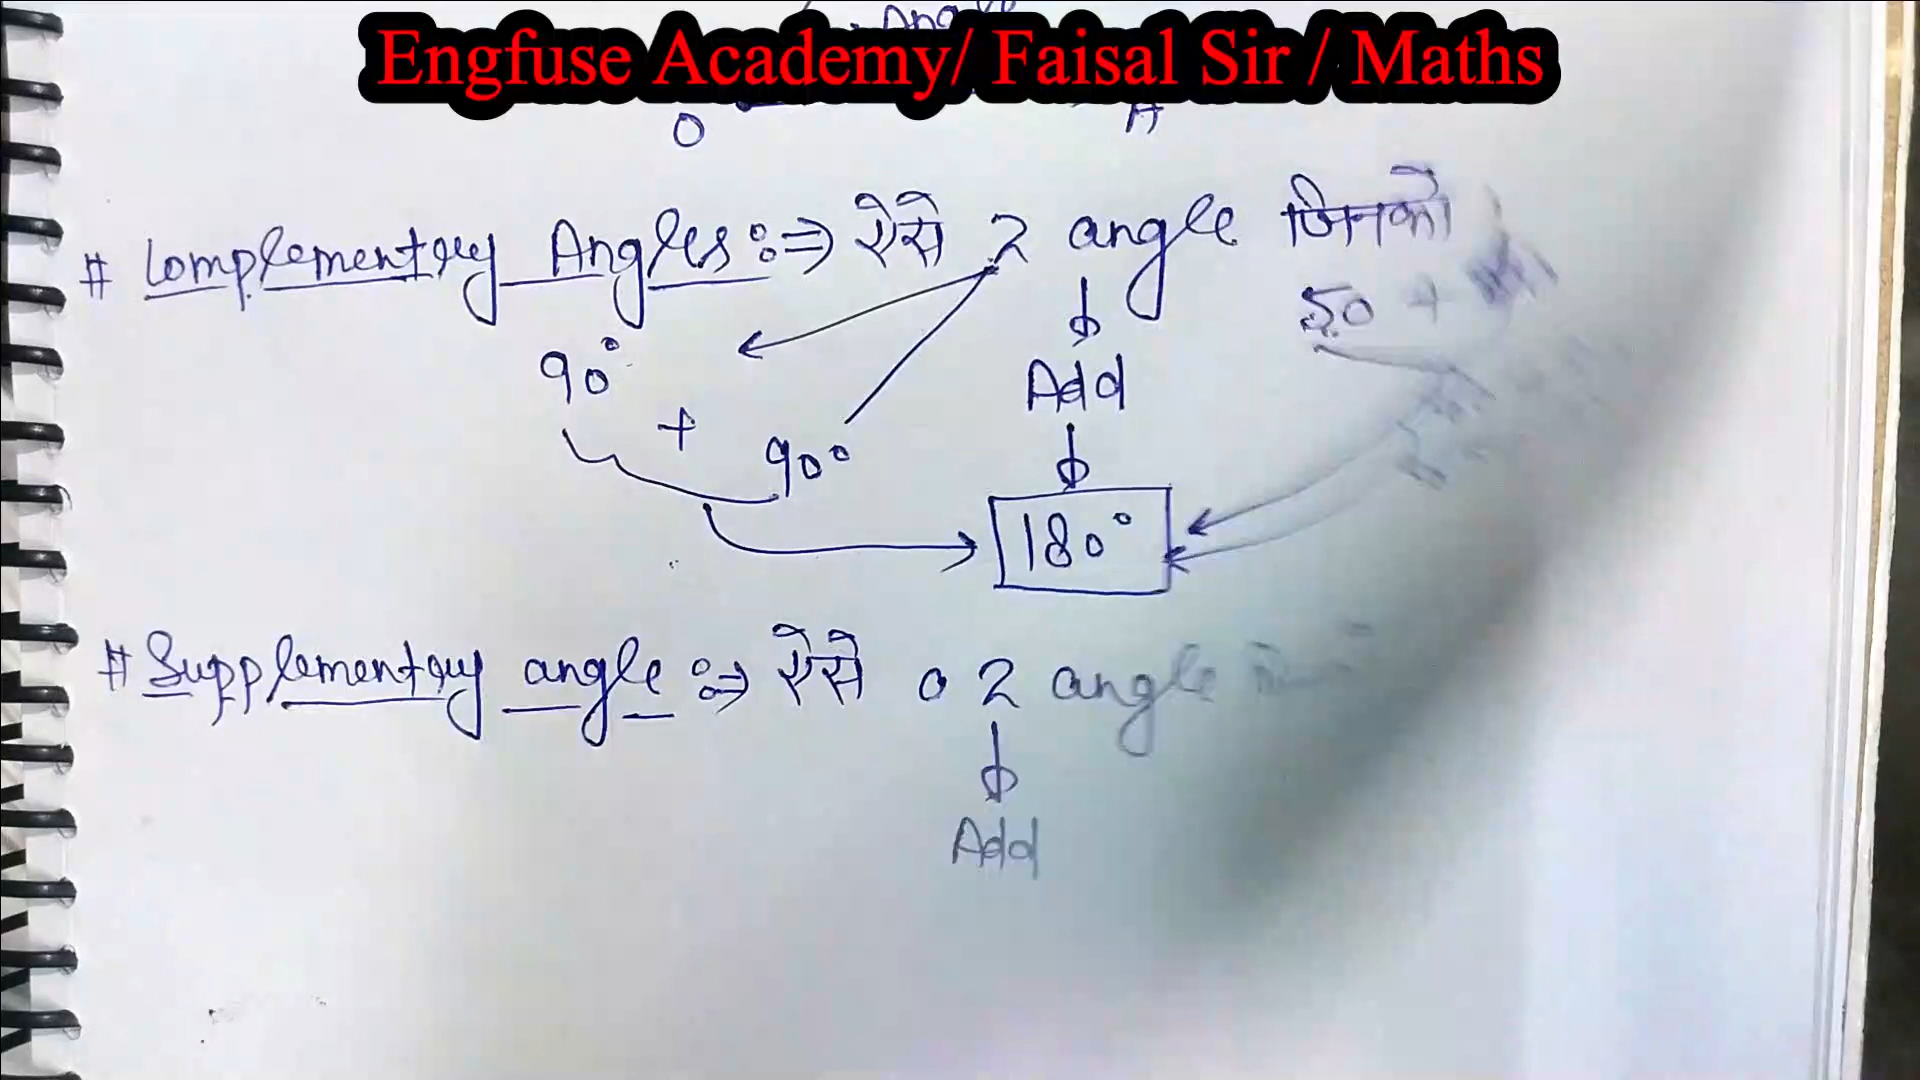 Engfuse Academy/ Faisal Sir / Maths
O A
# Complementary Angles :⇒ ऐसे 2 angle जिनको
50 +
90° + 90°
Add
180°
# Supplementary angle :⇒ ऐसे 2 angle
Add